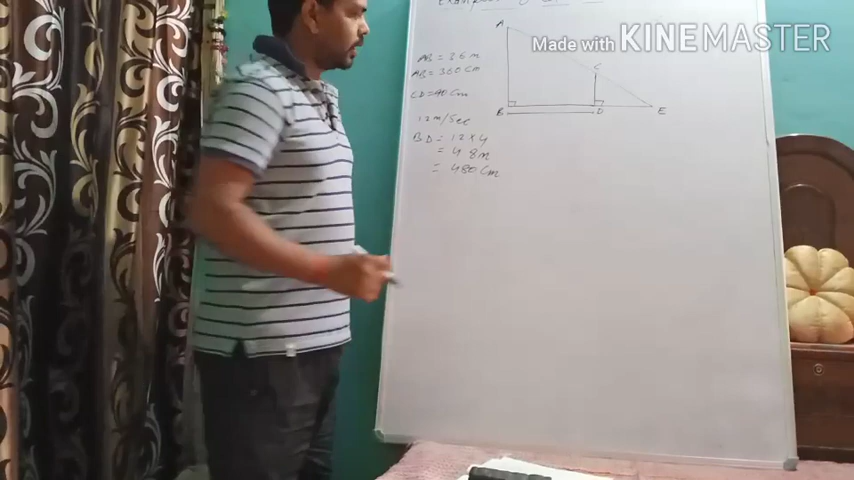 A
Made with KINEMASTER
AB = 3.6 m
AB = 360 Cm
C
CD = 90 Cm
B
D
E
1.2 m/Sec
BD = 1.2 × 4
= 4.8 m
= 480 Cm